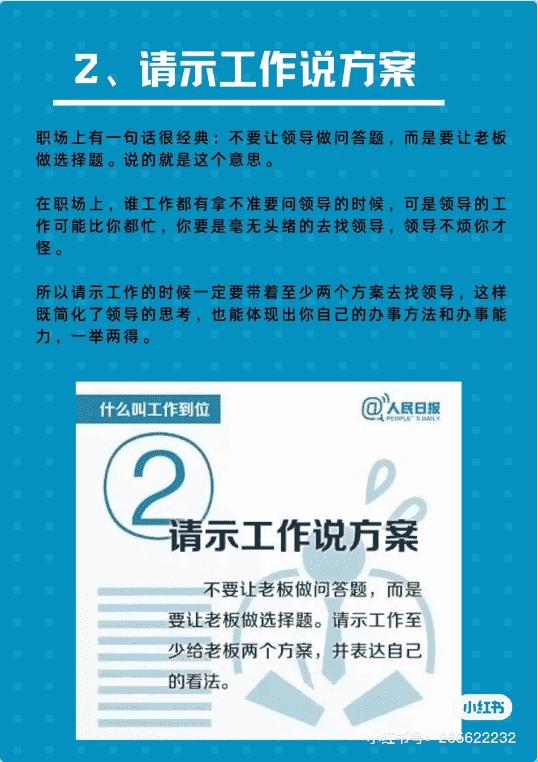 2、请示工作说方案
职场上有一句话很经典：不要让领导做问答题，而是要让老板
做选择题。说的就是这个意思。
在职场上，谁工作都有拿不准要问领导的时候，可是领导的工
作可能比你都忙，你要是毫无头绪的去找领导，领导不烦你才
怪。
所以请示工作的时候一定要带着至少两个方案去找领导，这样
既简化了领导的思考，也能体现出你自己的办事方法和办事能
力，一举两得。
什么叫工作到位
@人民日报
PEOPLE'S DAILY
2
请示工作说方案
不要让老板做问答题，而是
要让老板做选择题。请示工作至
少给老板两个方案，并表达自己
的看法。
小红书
小红书号：265622232